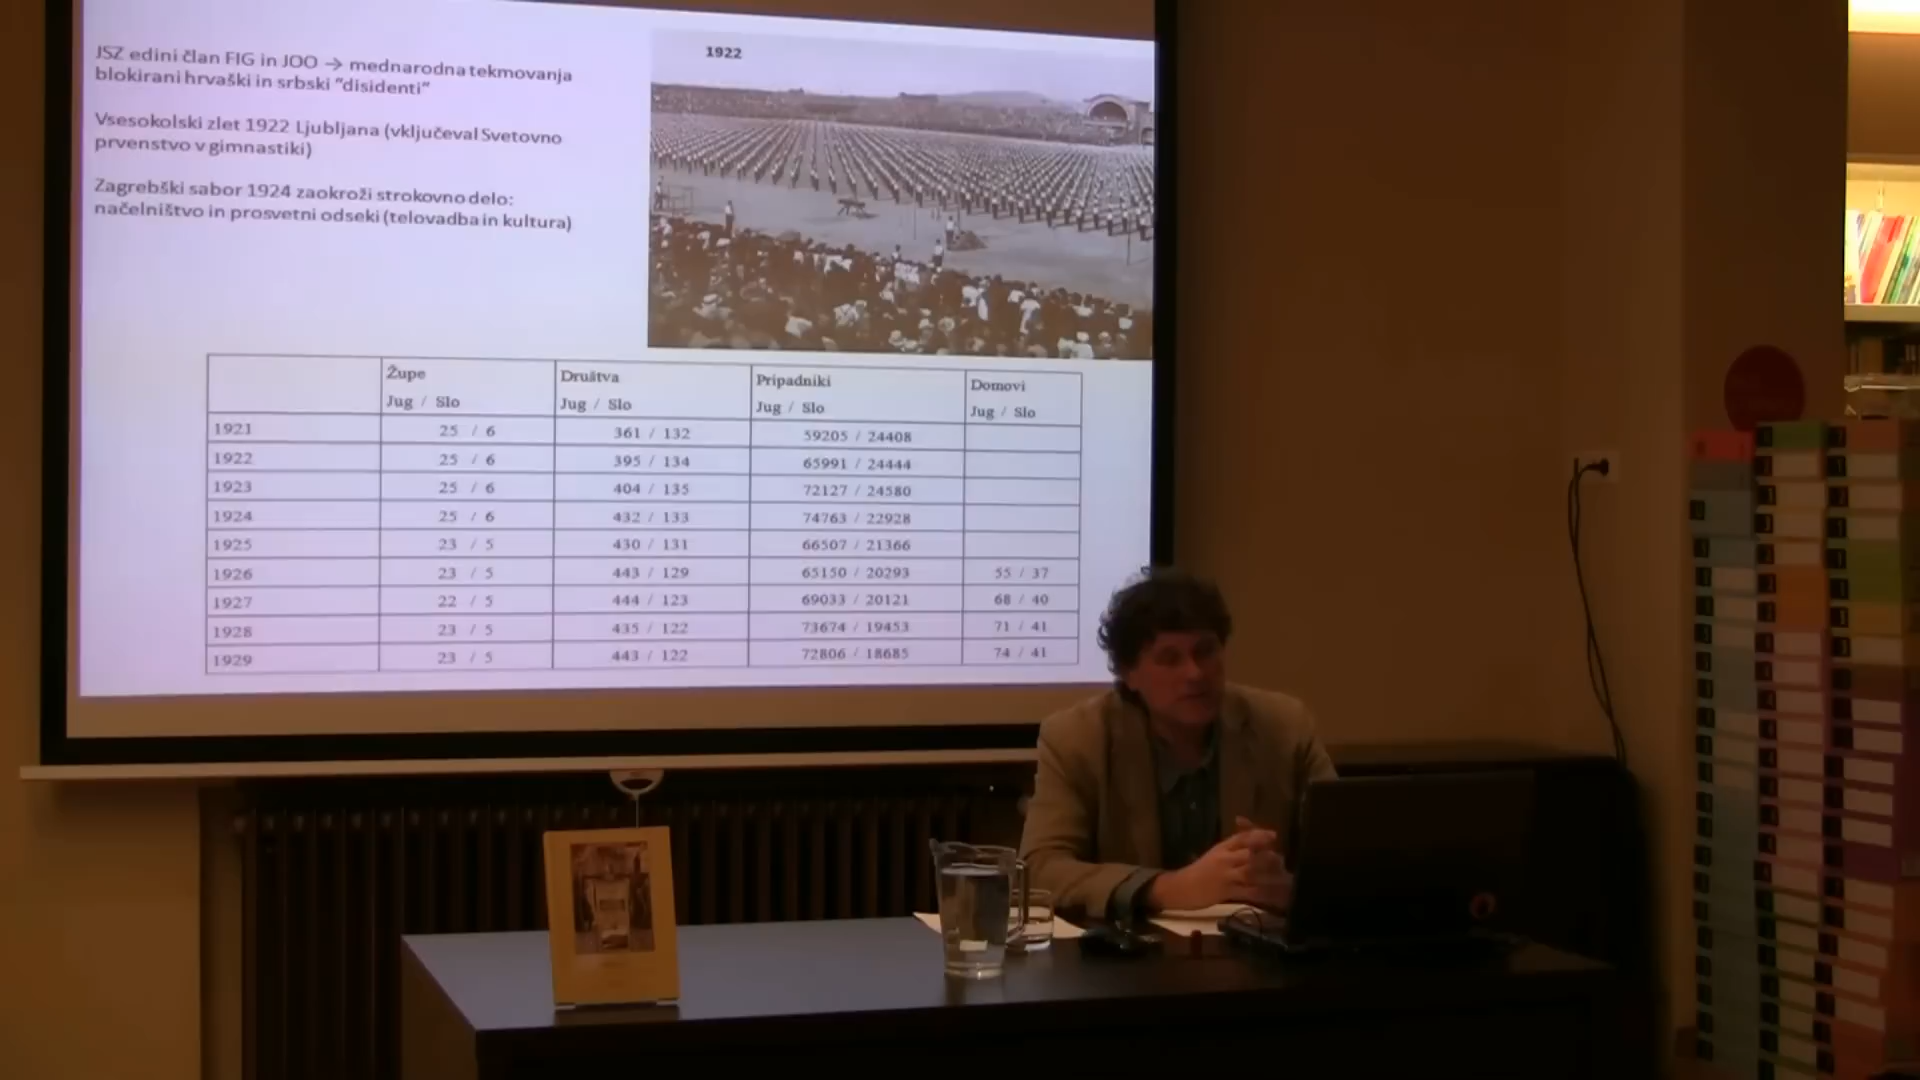 JSZ edini član FIG in JOO → mednarodna tekmovanja
blokirani hrvaški in srbski "disidenti"
Vsesokolski zlet 1922 Ljubljana (vključeval Svetovno
prvenstvo v gimnastiki)
Zagrebški sabor 1924 zaokroži strokovno delo:
načelništvo in prosvetni odseki (telovadba in kultura)
1922
Župe Društva Pripadniki Domovi
Jug / Slo Jug / Slo Jug / Slo Jug / Slo
1921 25 / 6 361 / 132 59205 / 24408
1922 25 / 6 395 / 134 65991 / 24444
1923 25 / 6 404 / 135 72127 / 24580
1924 25 / 6 432 / 133 74763 / 22928
1925 23 / 5 430 / 131 66507 / 21366
1926 23 / 5 443 / 129 65150 / 20293 55 / 37
1927 22 / 5 444 / 123 69033 / 20121 68 / 40
1928 23 / 5 435 / 122 73674 / 19453 71 / 41
1929 23 / 5 443 / 122 72806 / 18685 74 / 41